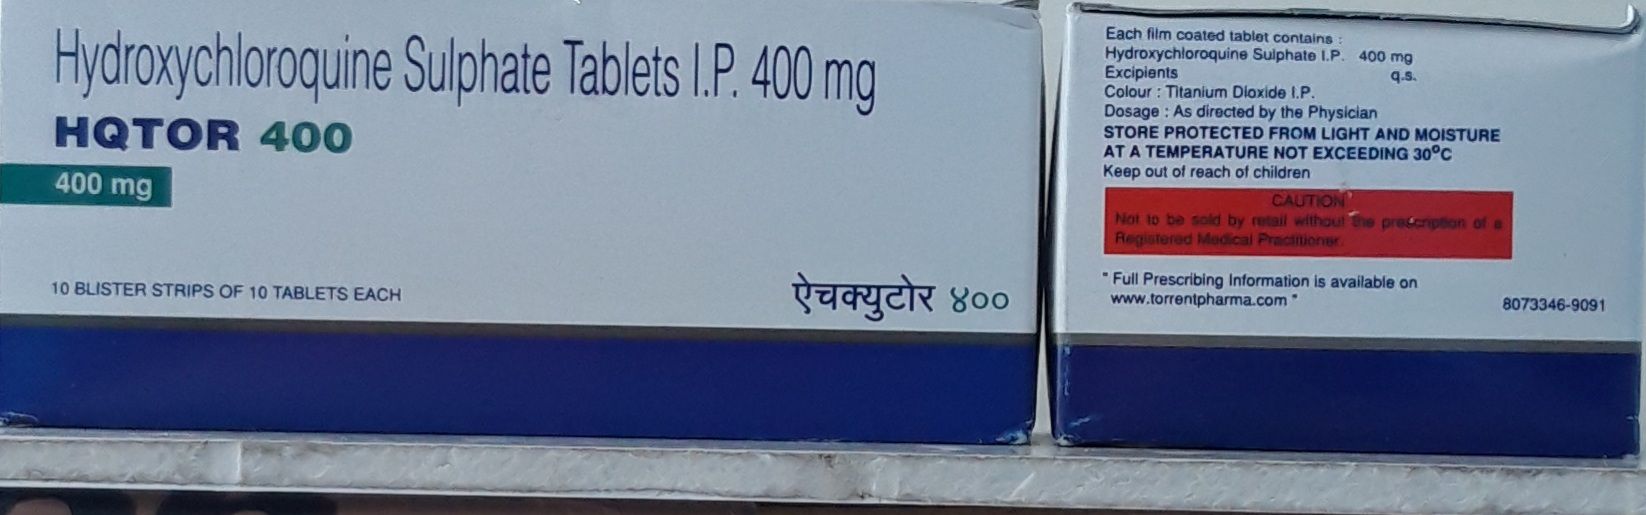 Hydroxychloroquine Sulphate Tablets I.P. 400 mg
HQTOR 400
400 mg
10 BLISTER STRIPS OF 10 TABLETS EACH
ऐचक्युटोर ४००
Each film coated tablet contains :
Hydroxychloroquine Sulphate I.P. 400 mg
Excipients q.s.
Colour : Titanium Dioxide I.P.
Dosage : As directed by the Physician
STORE PROTECTED FROM LIGHT AND MOISTURE
AT A TEMPERATURE NOT EXCEEDING 30°C
Keep out of reach of children
CAUTION
Not to be sold by retail without the prescription of a
Registered Medical Practitioner.
" Full Prescribing Information is available on
www.torrentpharma.com "
8073346-9091